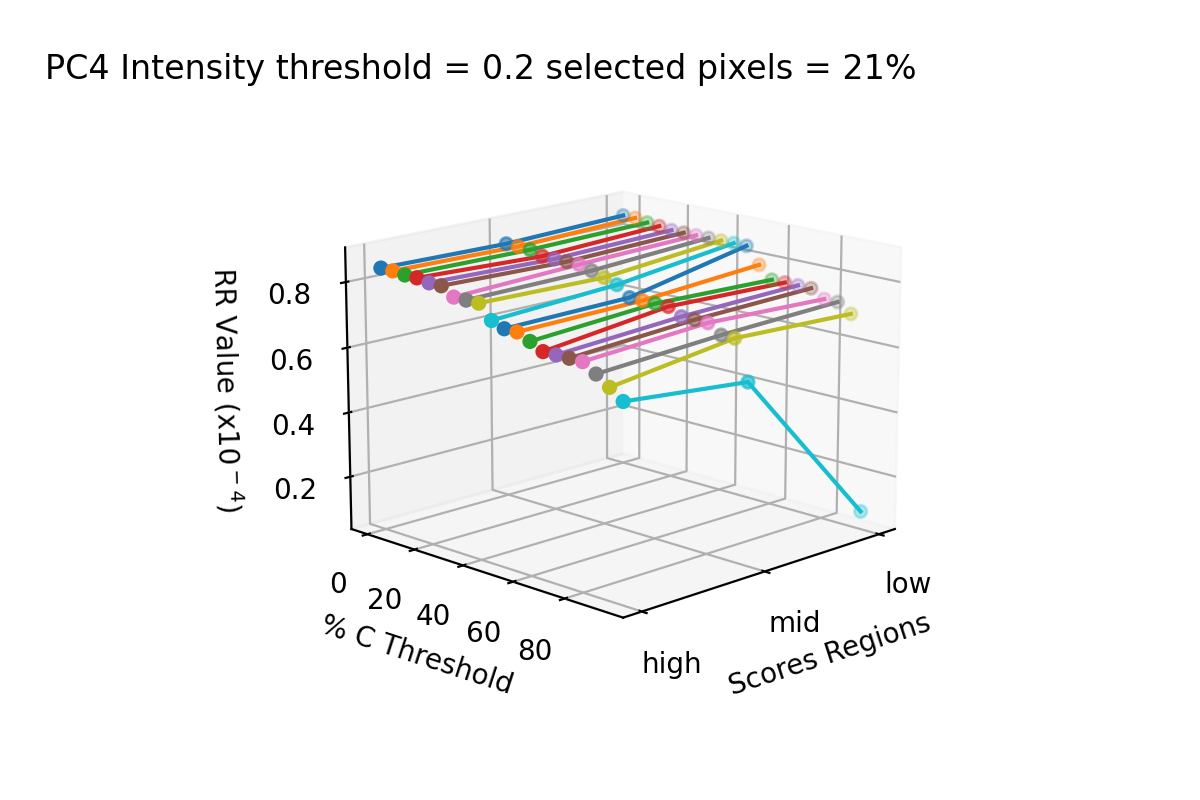 PC4 Intensity threshold = 0.2 selected pixels = 21%
RR Value (x10⁻⁴)
0.8
0.6
0.4
0.2
0
20
40
60
80
% C Threshold
high
mid
low
Scores Regions